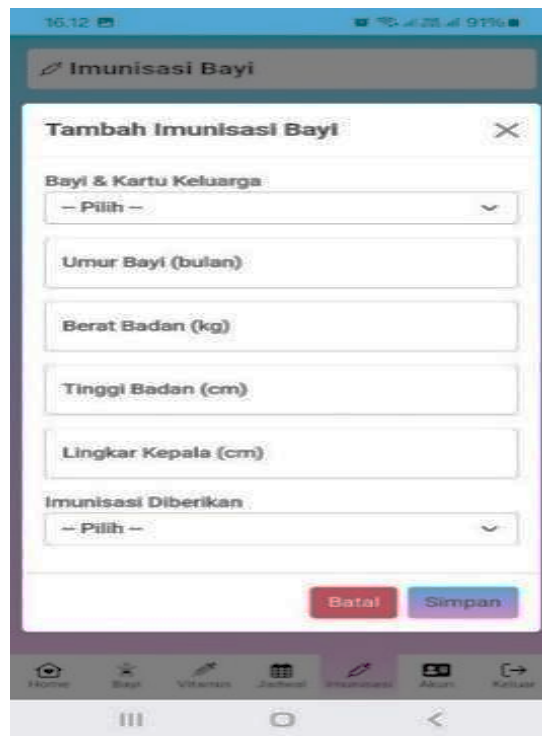 16.12
91%
Imunisasi Bayi
Tambah Imunisasi Bayi
Bayi & Kartu Keluarga
-- Pilih --
Umur Bayi (bulan)
Berat Badan (kg)
Tinggi Badan (cm)
Lingkar Kepala (cm)
Imunisasi Diberikan
-- Pilih --
Batal Simpan
Home Bayi Vitamin Jadwal Imunisasi Akun Keluar